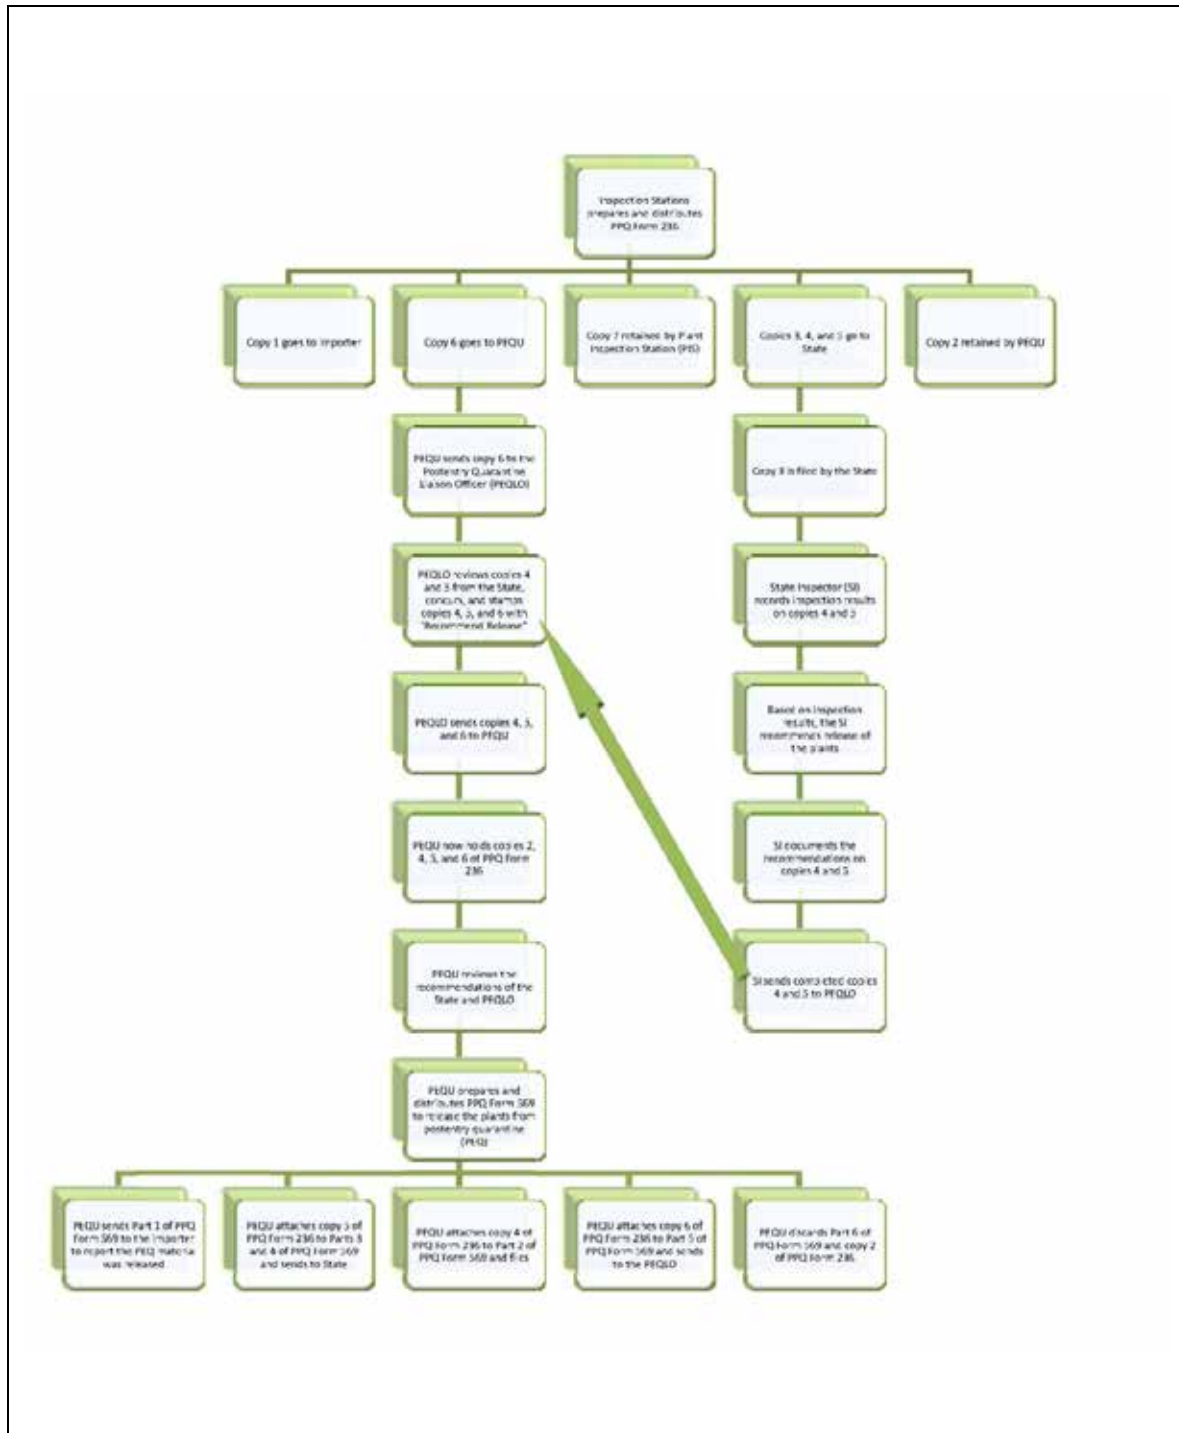 Inspection Stations
prepares and distributes
PPQ Form 236
Copy 1 goes to importer
Copy 6 goes to PEQU
Copy 7 retained by Plant
Inspection Station (PIS)
Copies 3, 4, and 5 go to
State
Copy 2 retained by PEQU
PEQU sends copy 6 to the
Postentry Quarantine
Liaison Officer (PEQLO)
Copy 3 is filed by the State
PEQLO reviews copies 4
and 5 from the State,
concurs, and stamps
copies 4, 5, and 6 with
"Recommend Release"
State Inspector (SI)
records inspection results
on copies 4 and 5
PEQLO sends copies 4, 5,
and 6 to PEQU
Based on inspection
results, the SI
recommends release of
the plants
PEQU now holds copies 2,
4, 5, and 6 of PPQ Form
236
SI documents the
recommendations on
copies 4 and 5
PEQU reviews the
recommendations of the
State and PEQLO
SI sends completed copies
4 and 5 to PEQLO
PEQU prepares and
distributes PPQ Form 569
to release the plants from
postentry quarantine
(PEQ)
PEQU sends Part 1 of PPQ
Form 569 to the importer
to report the PEQ material
was released
PEQU attaches copy 5 of
PPQ Form 236 to Parts 3
and 4 of PPQ Form 569
and sends to State
PEQU attaches copy 4 of
PPQ Form 236 to Part 2 of
PPQ Form 569 and files
PEQU attaches copy 6 of
PPQ Form 236 to Part 5 of
PPQ Form 569 and sends
to the PEQLO
PEQU discards Part 6 of
PPQ Form 569 and copy 2
of PPQ Form 236